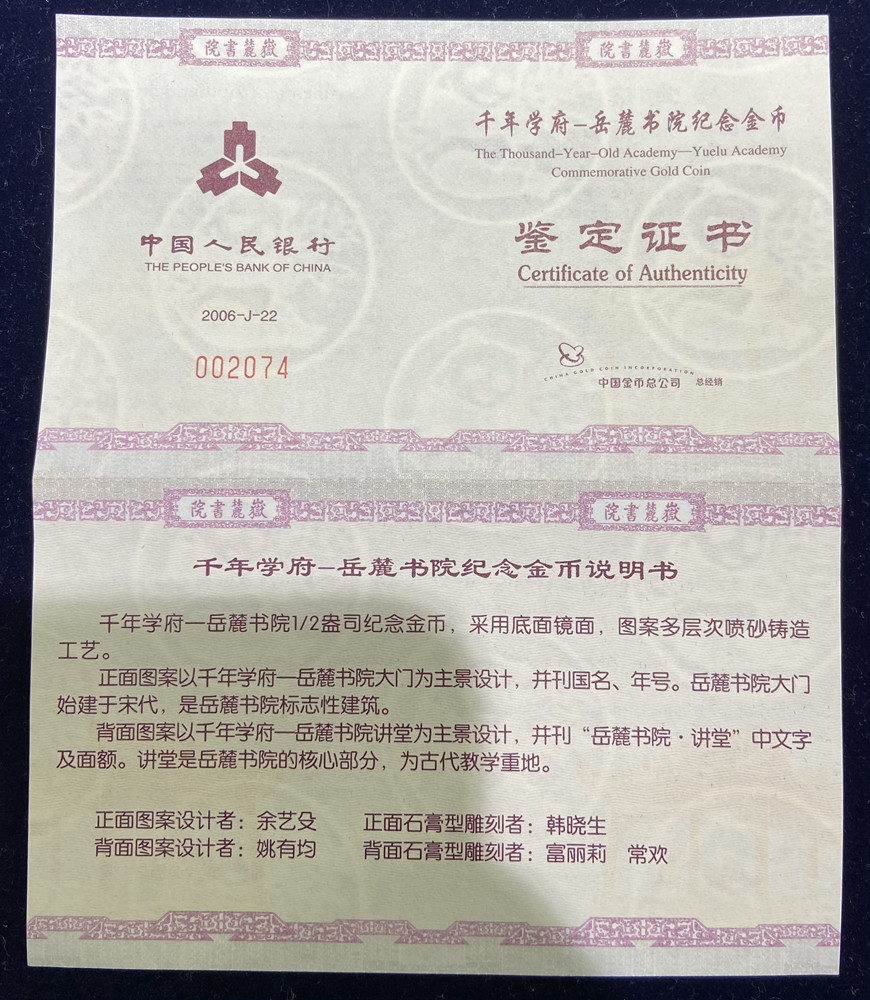 院書麓嶽
院書麓嶽
中国人民银行
THE PEOPLE'S BANK OF CHINA
2006-J-22
002074
千年学府—岳麓书院纪念金币
The Thousand-Year-Old Academy—Yuelu Academy
Commemorative Gold Coin
鉴定证书
Certificate of Authenticity
CHINA GOLD COIN INCORPORATION
中国金币总公司 总经销
院書麓嶽
院書麓嶽
千年学府—岳麓书院纪念金币说明书
千年学府—岳麓书院1/2盎司纪念金币，采用底面镜面，图案多层次喷砂铸造
工艺。
正面图案以千年学府—岳麓书院大门为主景设计，并刊国名、年号。岳麓书院大门
始建于宋代，是岳麓书院标志性建筑。
背面图案以千年学府—岳麓书院讲堂为主景设计，并刊“岳麓书院·讲堂”中文字
及面额。讲堂是岳麓书院的核心部分，为古代教学重地。
正面图案设计者：余艺殳 正面石膏型雕刻者：韩晓生
背面图案设计者：姚有均 背面石膏型雕刻者：富丽莉 常欢